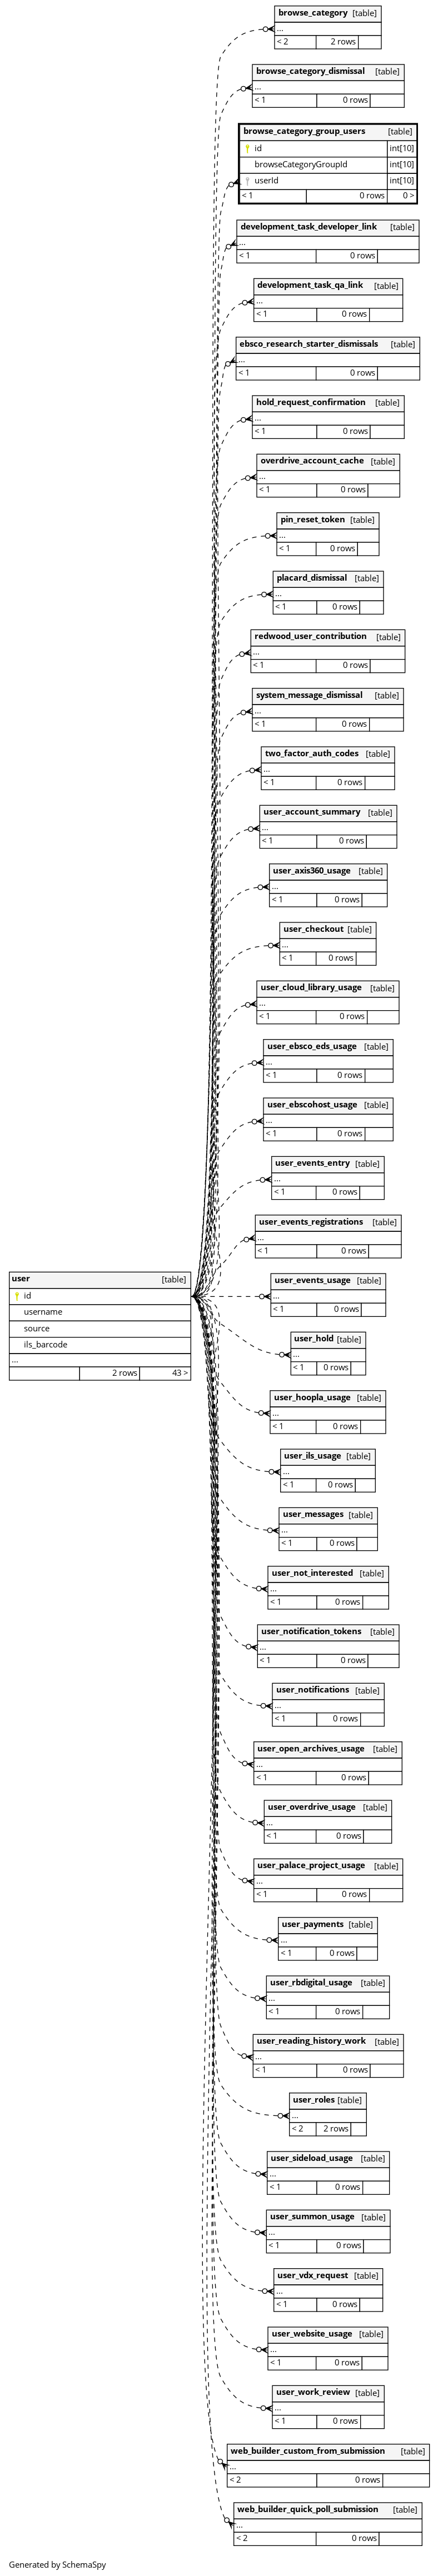 browse_category [table]
...
< 2 2 rows
browse_category_dismissal [table]
...
< 1 0 rows
browse_category_group_users [table]
id int[10]
browseCategoryGroupId int[10]
userId int[10]
< 1 0 rows 0 >
development_task_developer_link [table]
...
< 1 0 rows
development_task_qa_link [table]
...
< 1 0 rows
ebsco_research_starter_dismissals [table]
...
< 1 0 rows
hold_request_confirmation [table]
...
< 1 0 rows
overdrive_account_cache [table]
...
< 1 0 rows
pin_reset_token [table]
...
< 1 0 rows
placard_dismissal [table]
...
< 1 0 rows
redwood_user_contribution [table]
...
< 1 0 rows
system_message_dismissal [table]
...
< 1 0 rows
two_factor_auth_codes [table]
...
< 1 0 rows
user_account_summary [table]
...
< 1 0 rows
user_axis360_usage [table]
...
< 1 0 rows
user_checkout [table]
...
< 1 0 rows
user_cloud_library_usage [table]
...
< 1 0 rows
user_ebsco_eds_usage [table]
...
< 1 0 rows
user_ebscohost_usage [table]
...
< 1 0 rows
user_events_entry [table]
...
< 1 0 rows
user_events_registrations [table]
...
< 1 0 rows
user [table]
id
username
source
ils_barcode
...
2 rows 43 >
user_events_usage [table]
...
< 1 0 rows
user_hold [table]
...
< 1 0 rows
user_hoopla_usage [table]
...
< 1 0 rows
user_ils_usage [table]
...
< 1 0 rows
user_messages [table]
...
< 1 0 rows
user_not_interested [table]
...
< 1 0 rows
user_notification_tokens [table]
...
< 1 0 rows
user_notifications [table]
...
< 1 0 rows
user_open_archives_usage [table]
...
< 1 0 rows
user_overdrive_usage [table]
...
< 1 0 rows
user_palace_project_usage [table]
...
< 1 0 rows
user_payments [table]
...
< 1 0 rows
user_rbdigital_usage [table]
...
< 1 0 rows
user_reading_history_work [table]
...
< 1 0 rows
user_roles [table]
...
< 2 2 rows
user_sideload_usage [table]
...
< 1 0 rows
user_summon_usage [table]
...
< 1 0 rows
user_vdx_request [table]
...
< 1 0 rows
user_website_usage [table]
...
< 1 0 rows
user_work_review [table]
...
< 1 0 rows
web_builder_custom_from_submission [table]
...
< 2 0 rows
web_builder_quick_poll_submission [table]
...
< 2 0 rows
Generated by SchemaSpy